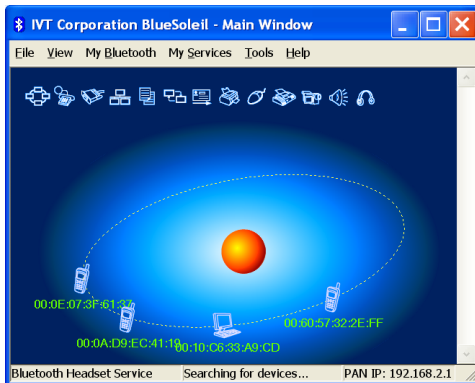 IVT Corporation BlueSoleil - Main Window
File View My Bluetooth My Services Tools Help
00:0E:07:3F:61:37
00:0A:D9:EC:41:19
00:10:C6:33:A9:CD
00:60:57:32:2E:FF
Bluetooth Headset Service Searching for devices... PAN IP: 192.168.2.1